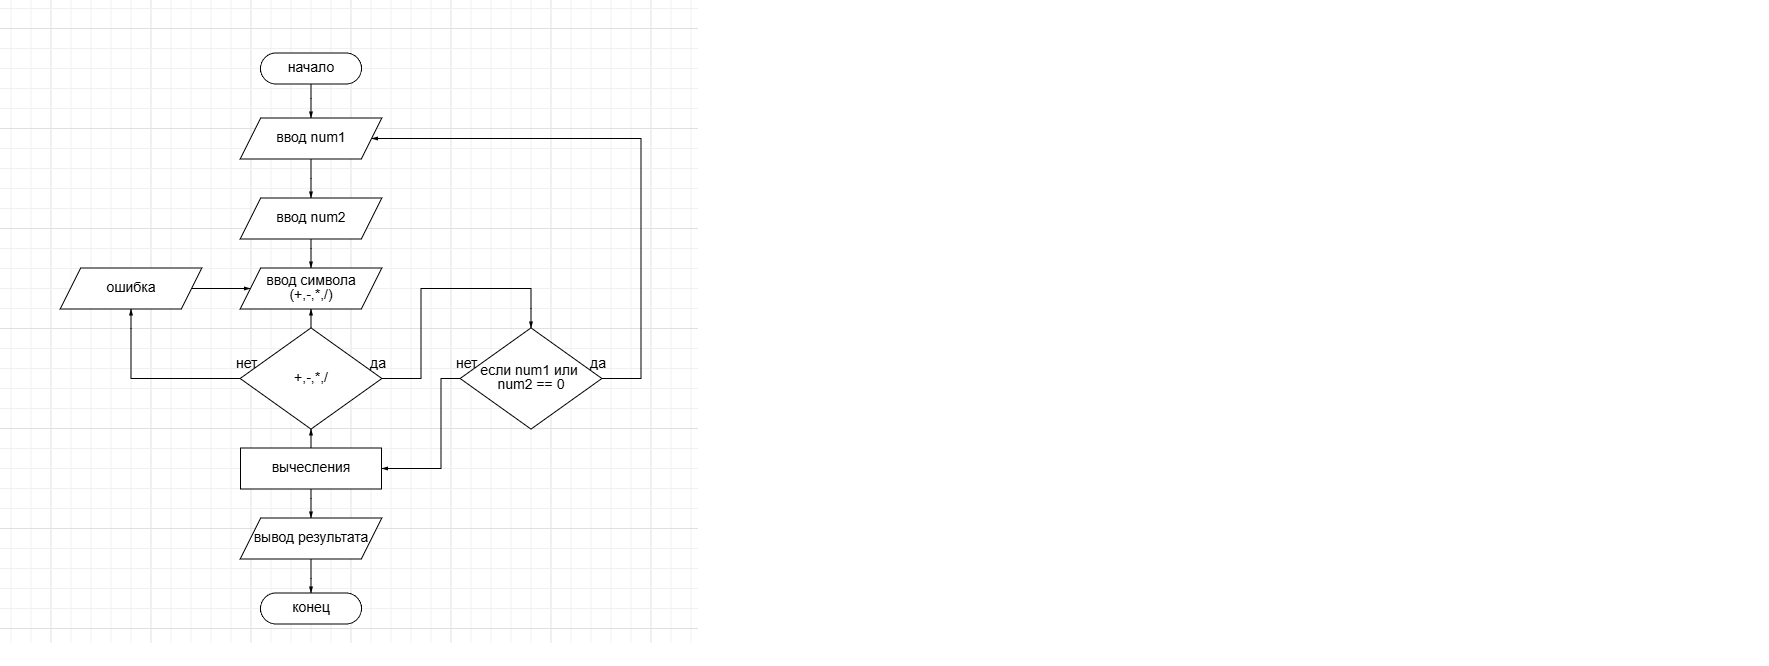 начало
ввод num1
ввод num2
ошибка
ввод символа
(+,-,*,/)
нет
да
+,-,*,/
нет
да
если num1 или
num2 == 0
вычесления
вывод результата
конец